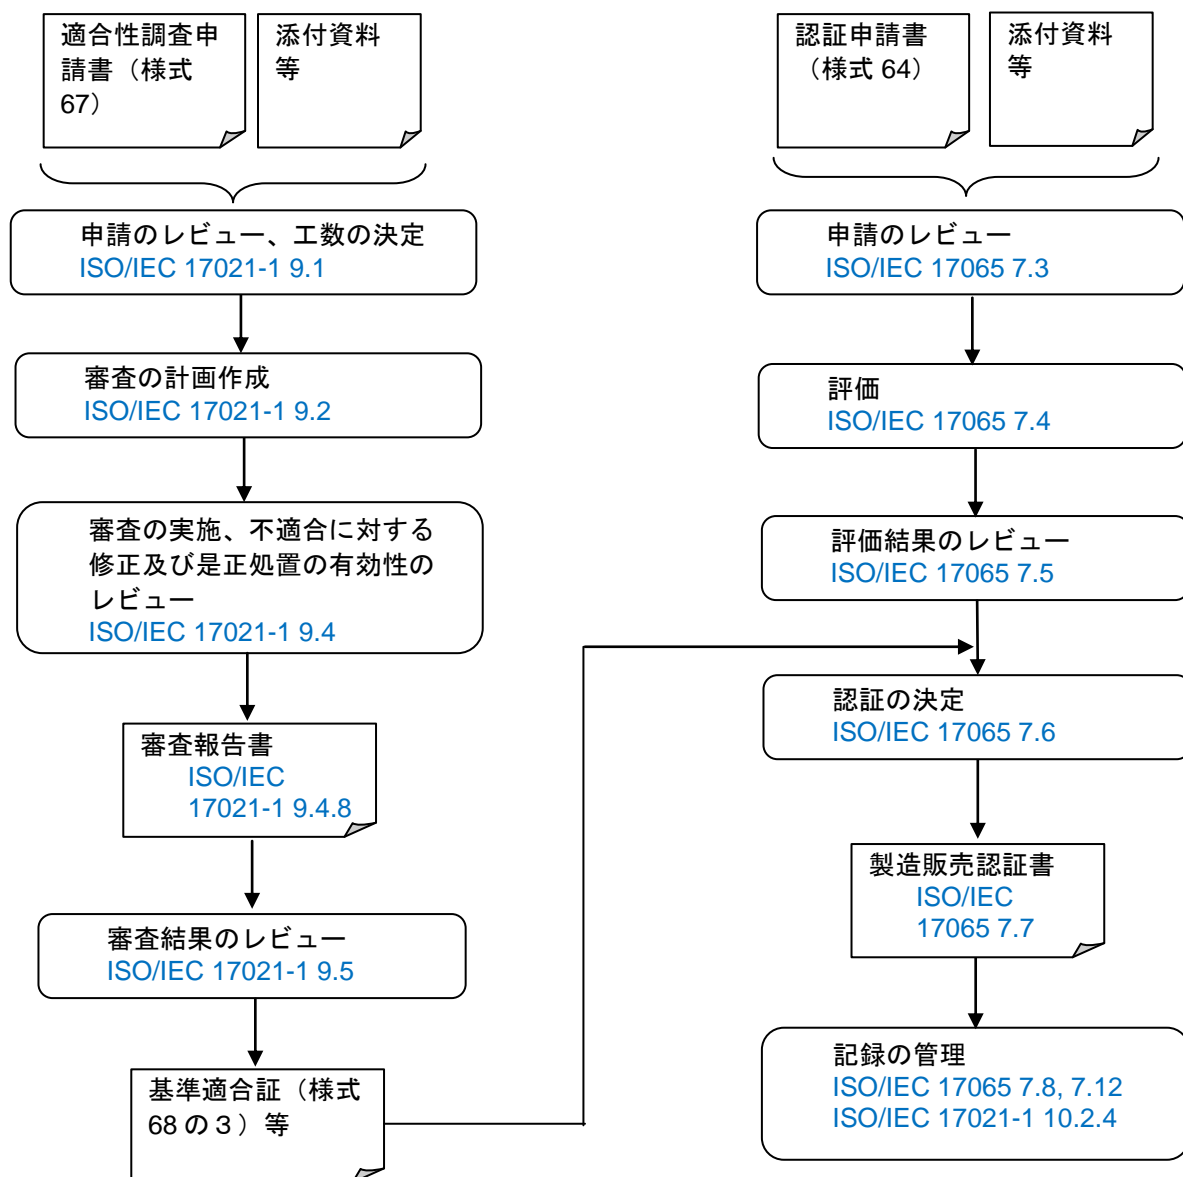 適合性調査申
請書（様式
67）
添付資料
等
申請のレビュー、工数の決定
ISO/IEC 17021-1 9.1
審査の計画作成
ISO/IEC 17021-1 9.2
審査の実施、不適合に対する
修正及び是正処置の有効性の
レビュー
ISO/IEC 17021-1 9.4
審査報告書
ISO/IEC
17021-1 9.4.8
審査結果のレビュー
ISO/IEC 17021-1 9.5
基準適合証（様式
68の３）等
認証申請書
（様式 64）
添付資料
等
申請のレビュー
ISO/IEC 17065 7.3
評価
ISO/IEC 17065 7.4
評価結果のレビュー
ISO/IEC 17065 7.5
認証の決定
ISO/IEC 17065 7.6
製造販売認証書
ISO/IEC
17065 7.7
記録の管理
ISO/IEC 17065 7.8, 7.12
ISO/IEC 17021-1 10.2.4